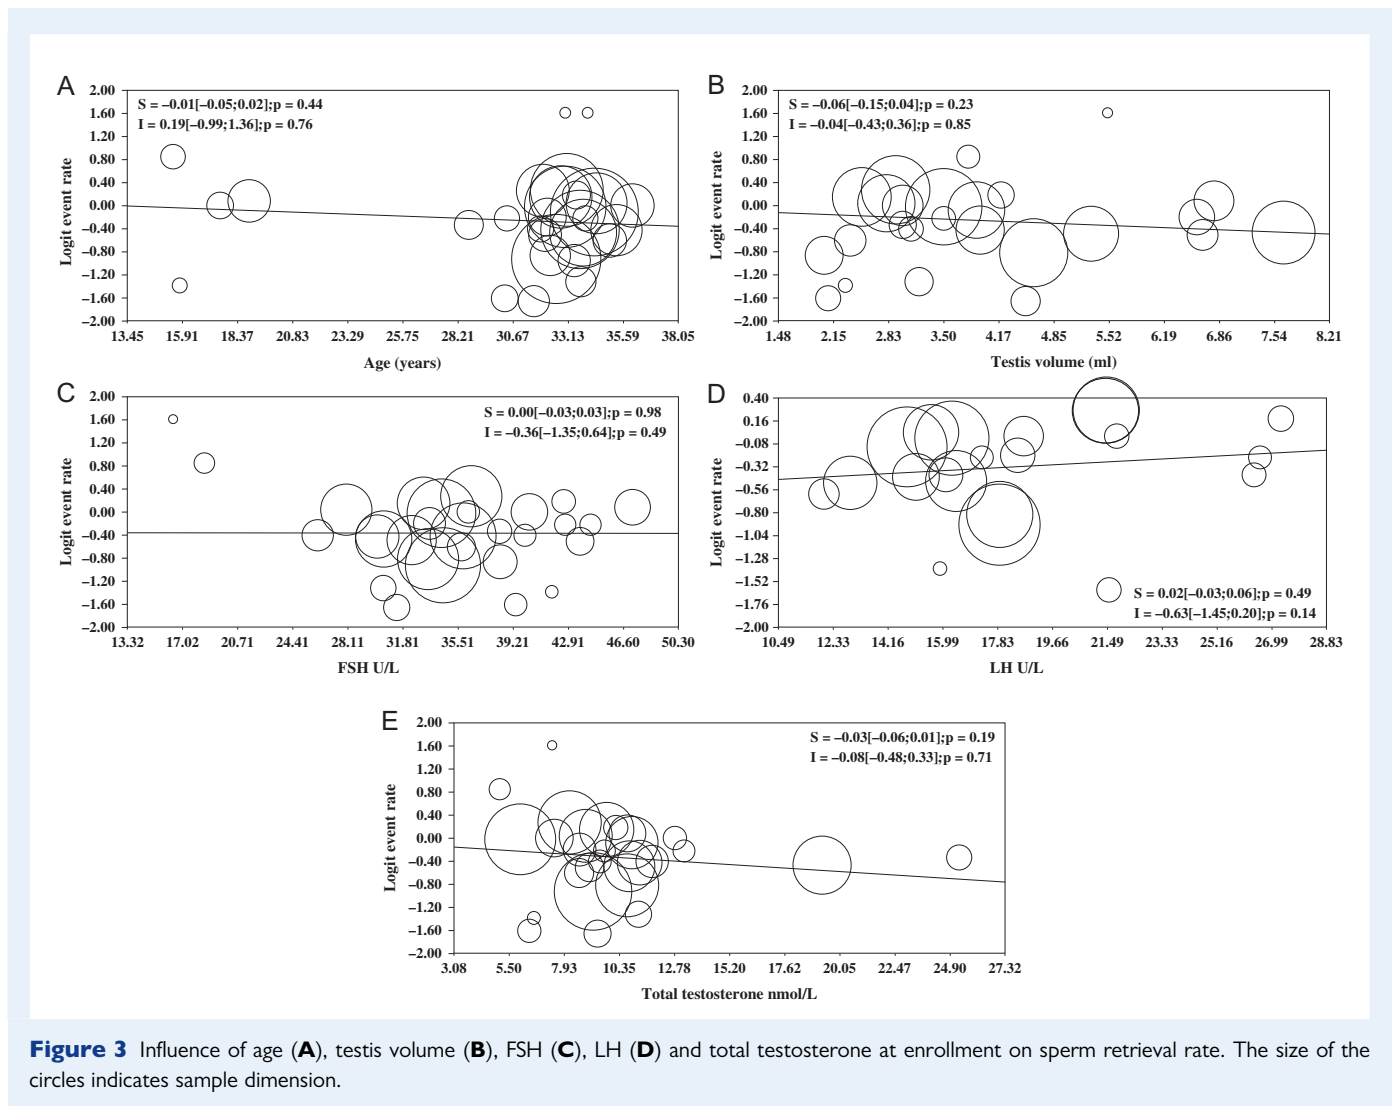 A
S = –0.01[–0.05;0.02];p = 0.44
I = 0.19[–0.99;1.36];p = 0.76
Logit event rate
2.00
1.60
1.20
0.80
0.40
0.00
–0.40
–0.80
–1.20
–1.60
–2.00
13.45 15.91 18.37 20.83 23.29 25.75 28.21 30.67 33.13 35.59 38.05
Age (years)
B
S = –0.06[–0.15;0.04];p = 0.23
I = –0.04[–0.43;0.36];p = 0.85
Logit event rate
2.00
1.60
1.20
0.80
0.40
0.00
–0.40
–0.80
–1.20
–1.60
–2.00
1.48 2.15 2.83 3.50 4.17 4.85 5.52 6.19 6.86 7.54 8.21
Testis volume (ml)
C
S = 0.00[–0.03;0.03];p = 0.98
I = –0.36[–1.35;0.64];p = 0.49
Logit event rate
2.00
1.60
1.20
0.80
0.40
0.00
–0.40
–0.80
–1.20
–1.60
–2.00
13.32 17.02 20.71 24.41 28.11 31.81 35.51 39.21 42.91 46.60 50.30
FSH U/L
D
Logit event rate
0.40
0.16
-0.08
-0.32
-0.56
-0.80
-1.04
-1.28
-1.52
-1.76
–2.00
S = 0.02[–0.03;0.06];p = 0.49
I = –0.63[–1.45;0.20];p = 0.14
10.49 12.33 14.16 15.99 17.83 19.66 21.49 23.33 25.16 26.99 28.83
LH U/L
E
S = –0.03[–0.06;0.01];p = 0.19
I = –0.08[–0.48;0.33];p = 0.71
Logit event rate
2.00
1.60
1.20
0.80
0.40
0.00
–0.40
–0.80
–1.20
–1.60
–2.00
3.08 5.50 7.93 10.35 12.78 15.20 17.62 20.05 22.47 24.90 27.32
Total testosterone nmol/L
Figure 3 Influence of age (A), testis volume (B), FSH (C), LH (D) and total testosterone at enrollment on sperm retrieval rate. The size of the
circles indicates sample dimension.